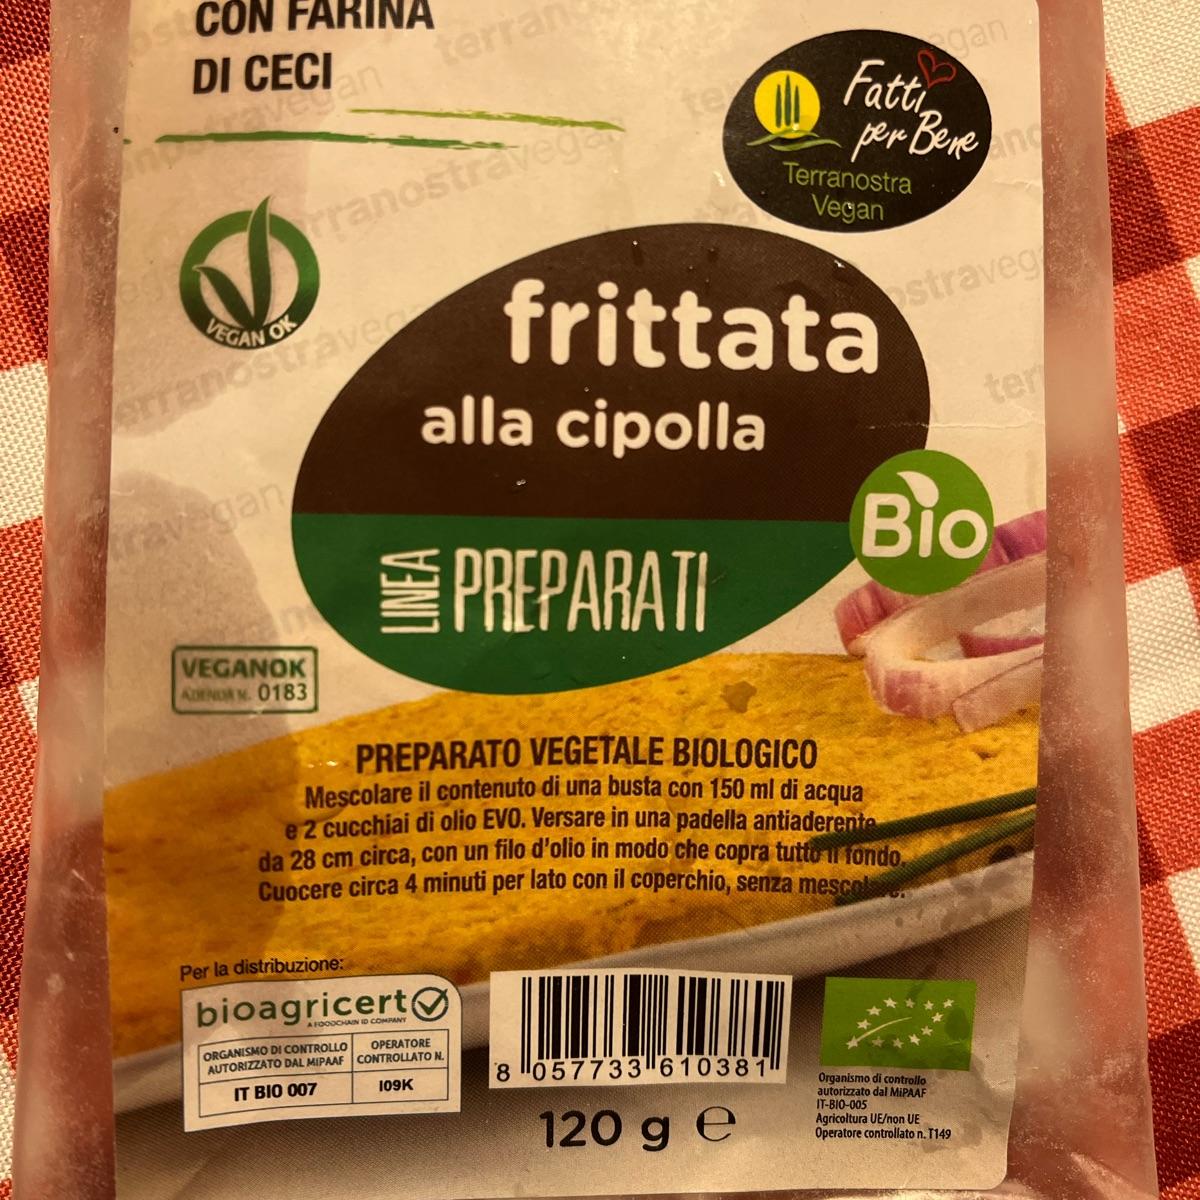 CON FARINA
DI CECI
Fatti
per Bene
Terranostra
Vegan
VEGAN OK
frittata
alla cipolla
Bio
LINEA PREPARATI
VEGANOK
AZIENDA N. 0183
PREPARATO VEGETALE BIOLOGICO
Mescolare il contenuto di una busta con 150 ml di acqua
e 2 cucchiai di olio EVO. Versare in una padella antiaderente
da 28 cm circa, con un filo d'olio in modo che copra tutto il fondo.
Cuocere circa 4 minuti per lato con il coperchio, senza mescolare.
Per la distribuzione:
bioagricert
A FOODCHAIN ID COMPANY
ORGANISMO DI CONTROLLO
AUTORIZZATO DAL MIPAAF
IT BIO 007
OPERATORE
CONTROLLATO N.
I09K
8 057733 610381
120 g e
Organismo di controllo
autorizzato dal MiPAAF
IT-BIO-005
Agricoltura UE/non UE
Operatore controllato n. T149